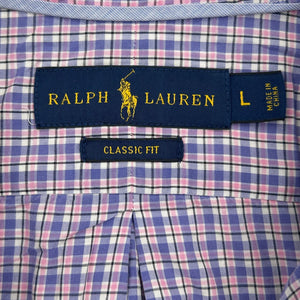 RALPH LAUREN
L
MADE IN
CHINA
CLASSIC FIT